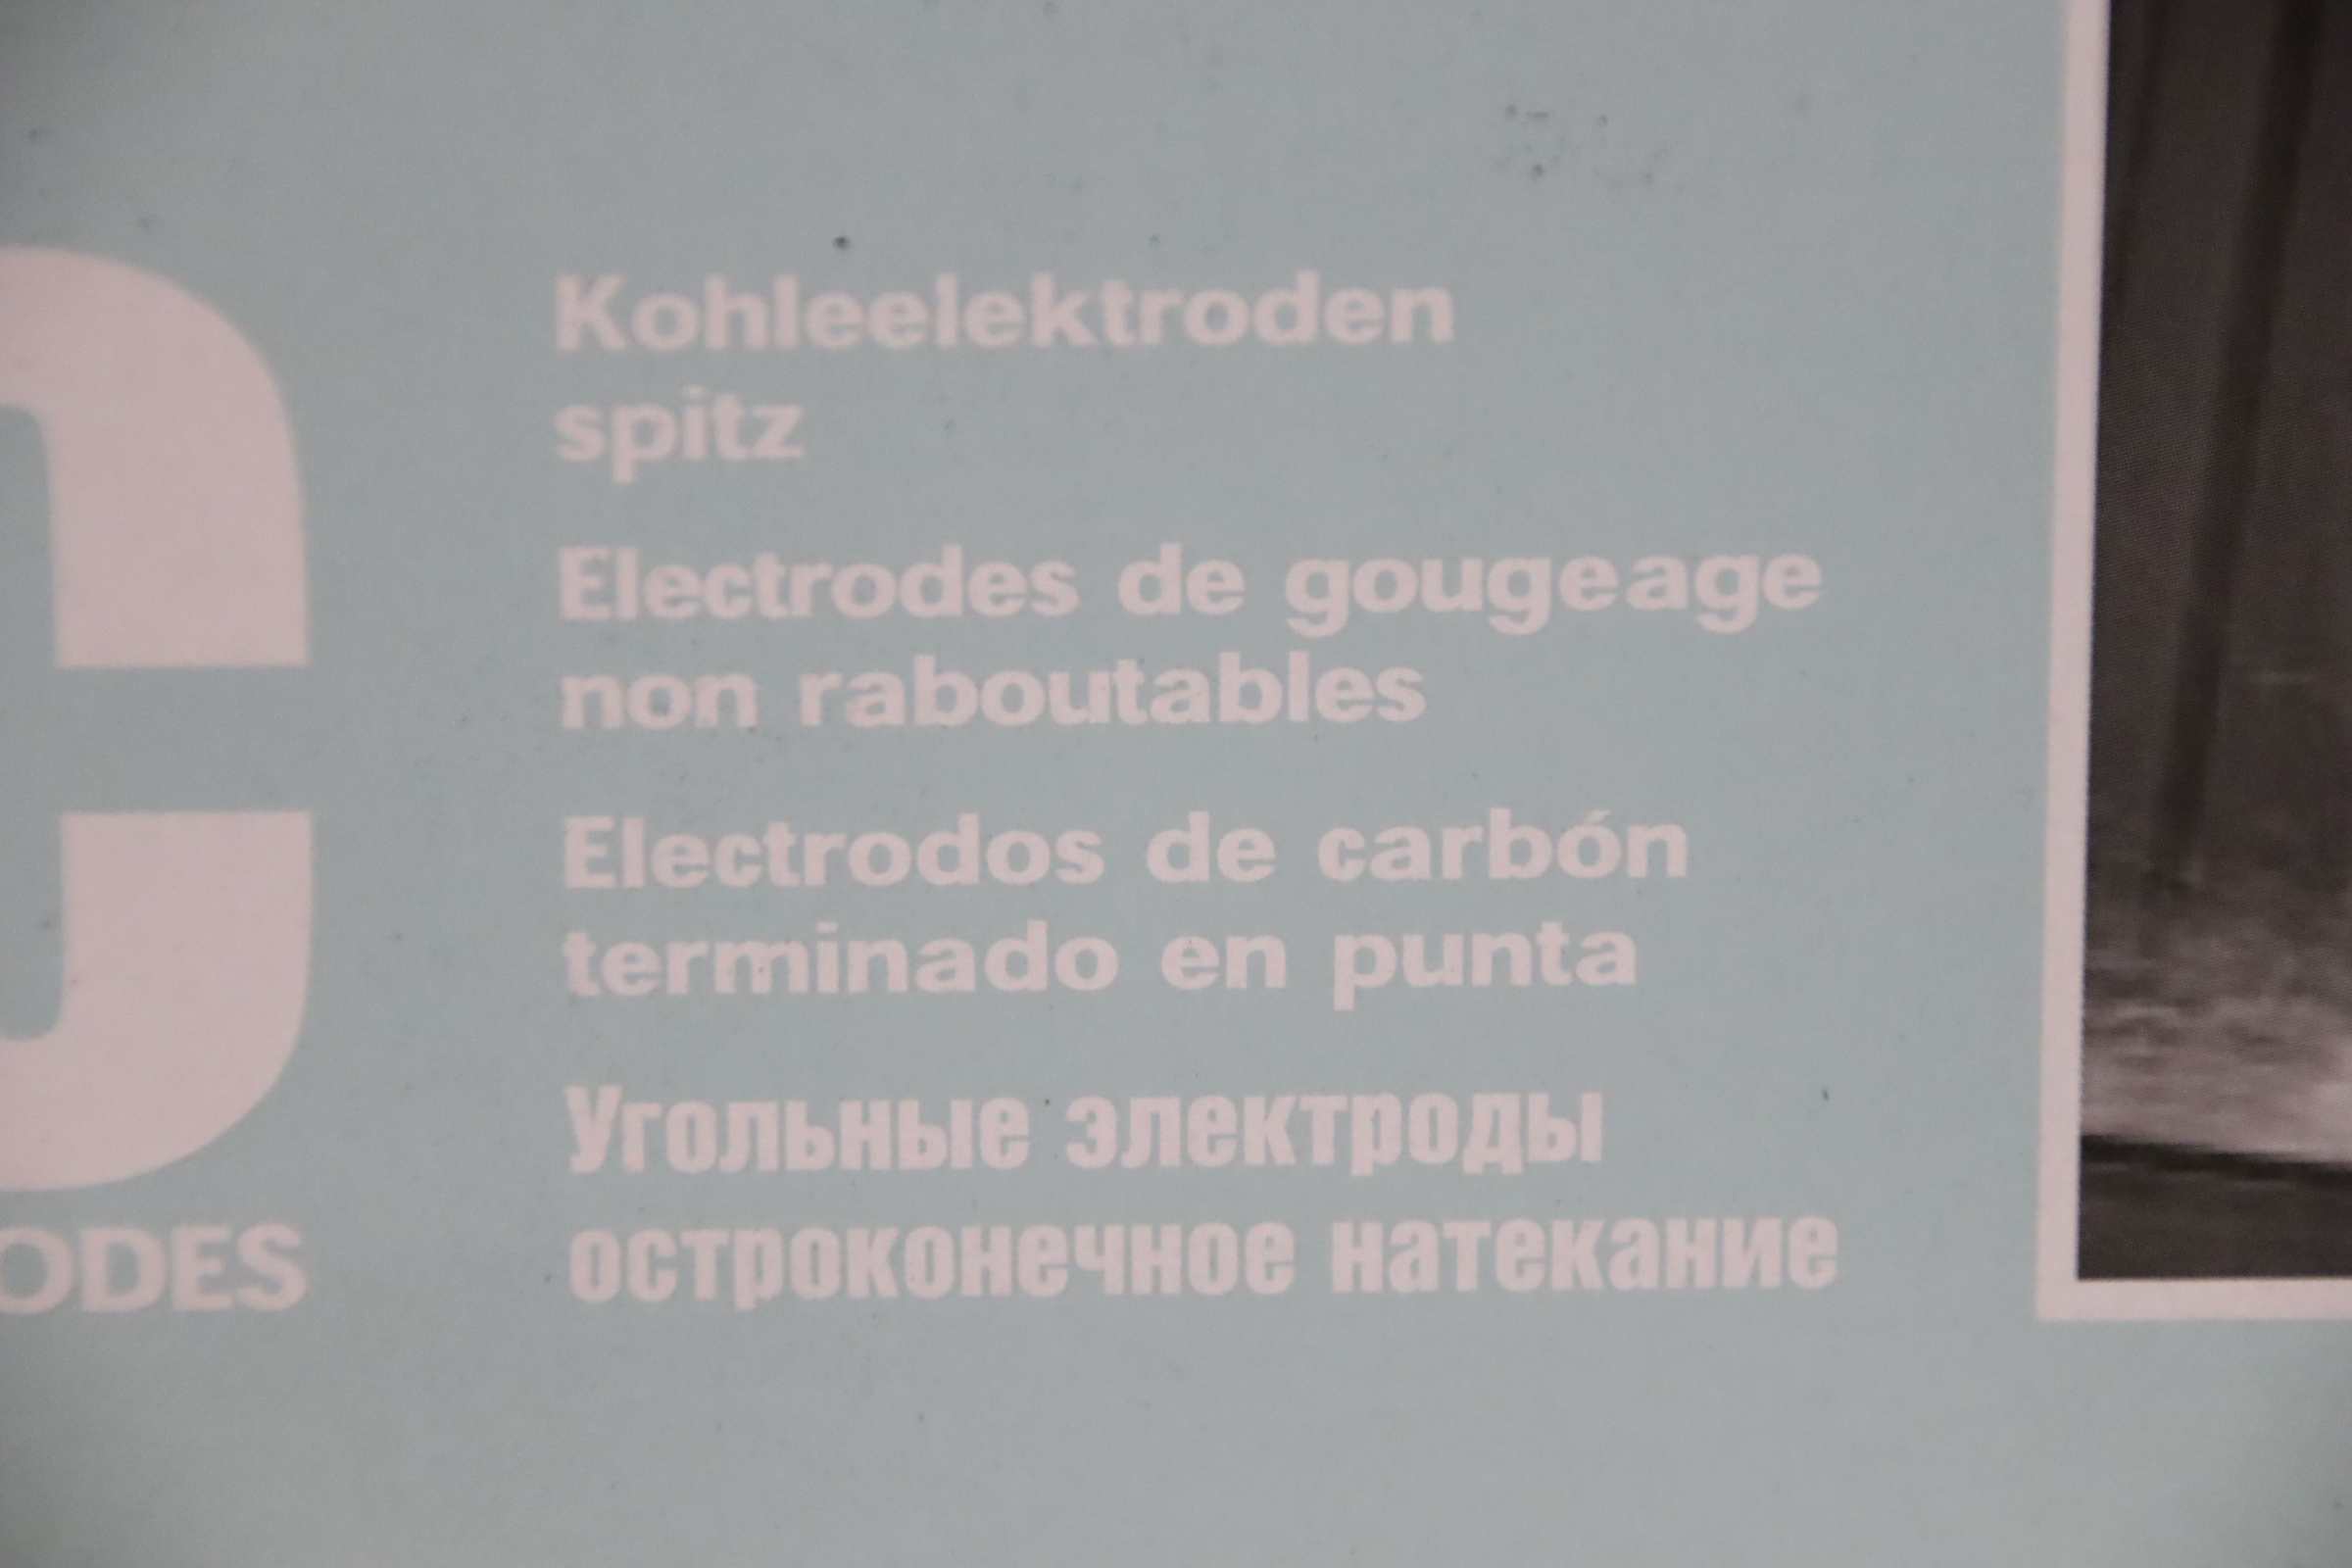 C
ODES
Kohleelektroden
spitz
Electrodes de gougeage
non raboutables
Electrodos de carbón
terminado en punta
Угольные электроды
остроконечное натекание